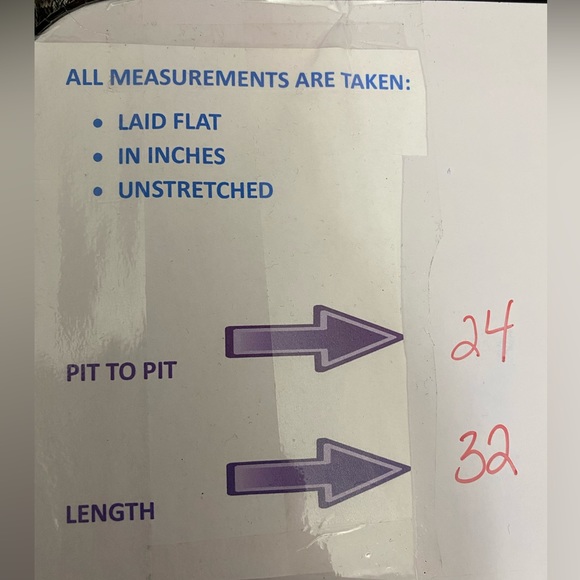 ALL MEASUREMENTS ARE TAKEN:
• LAID FLAT
• IN INCHES
• UNSTRETCHED
PIT TO PIT 24
LENGTH 32